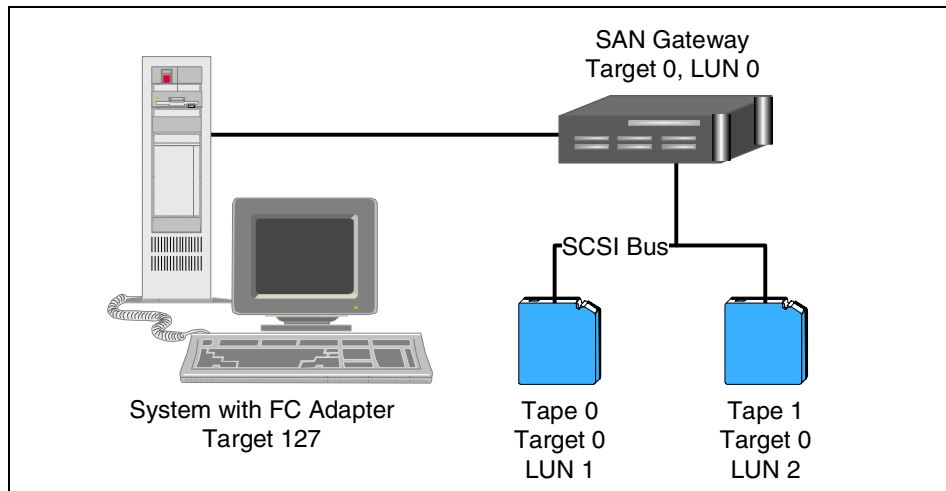 SAN Gateway
Target 0, LUN 0
SCSI Bus
System with FC Adapter
Target 127
Tape 0
Target 0
LUN 1
Tape 1
Target 0
LUN 2